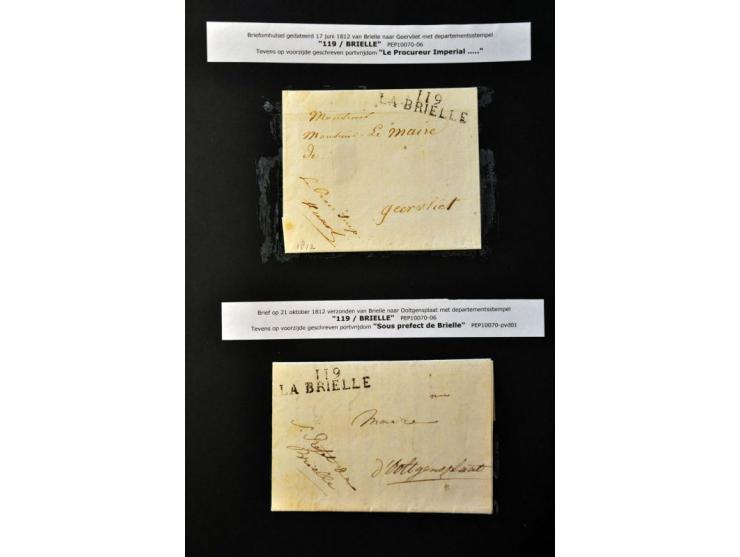 Briefomhulsel gedateerd 17 juni 1812 van Brielle naar Geervliet met departementsstempel
"119 / BRIELLE" PEP10070-06
Tevens op voorzijde geschreven portvrijdom "Le Procureur Imperial ....."
119
LA BRIELLE
Monsieur
Monsieur Le Maire
de
geervliet
1812
Brief op 21 oktober 1812 verzonden van Brielle naar Ooltgensplaat met departementsstempel
"119 / BRIELLE" PEP10070-06
Tevens op voorzijde geschreven portvrijdom "Sous prefect de Brielle" PEP10070-pvd01
119
LA BRIELLE
Maire
S. Prefet de
Brielle
d'Ooltgensplaat